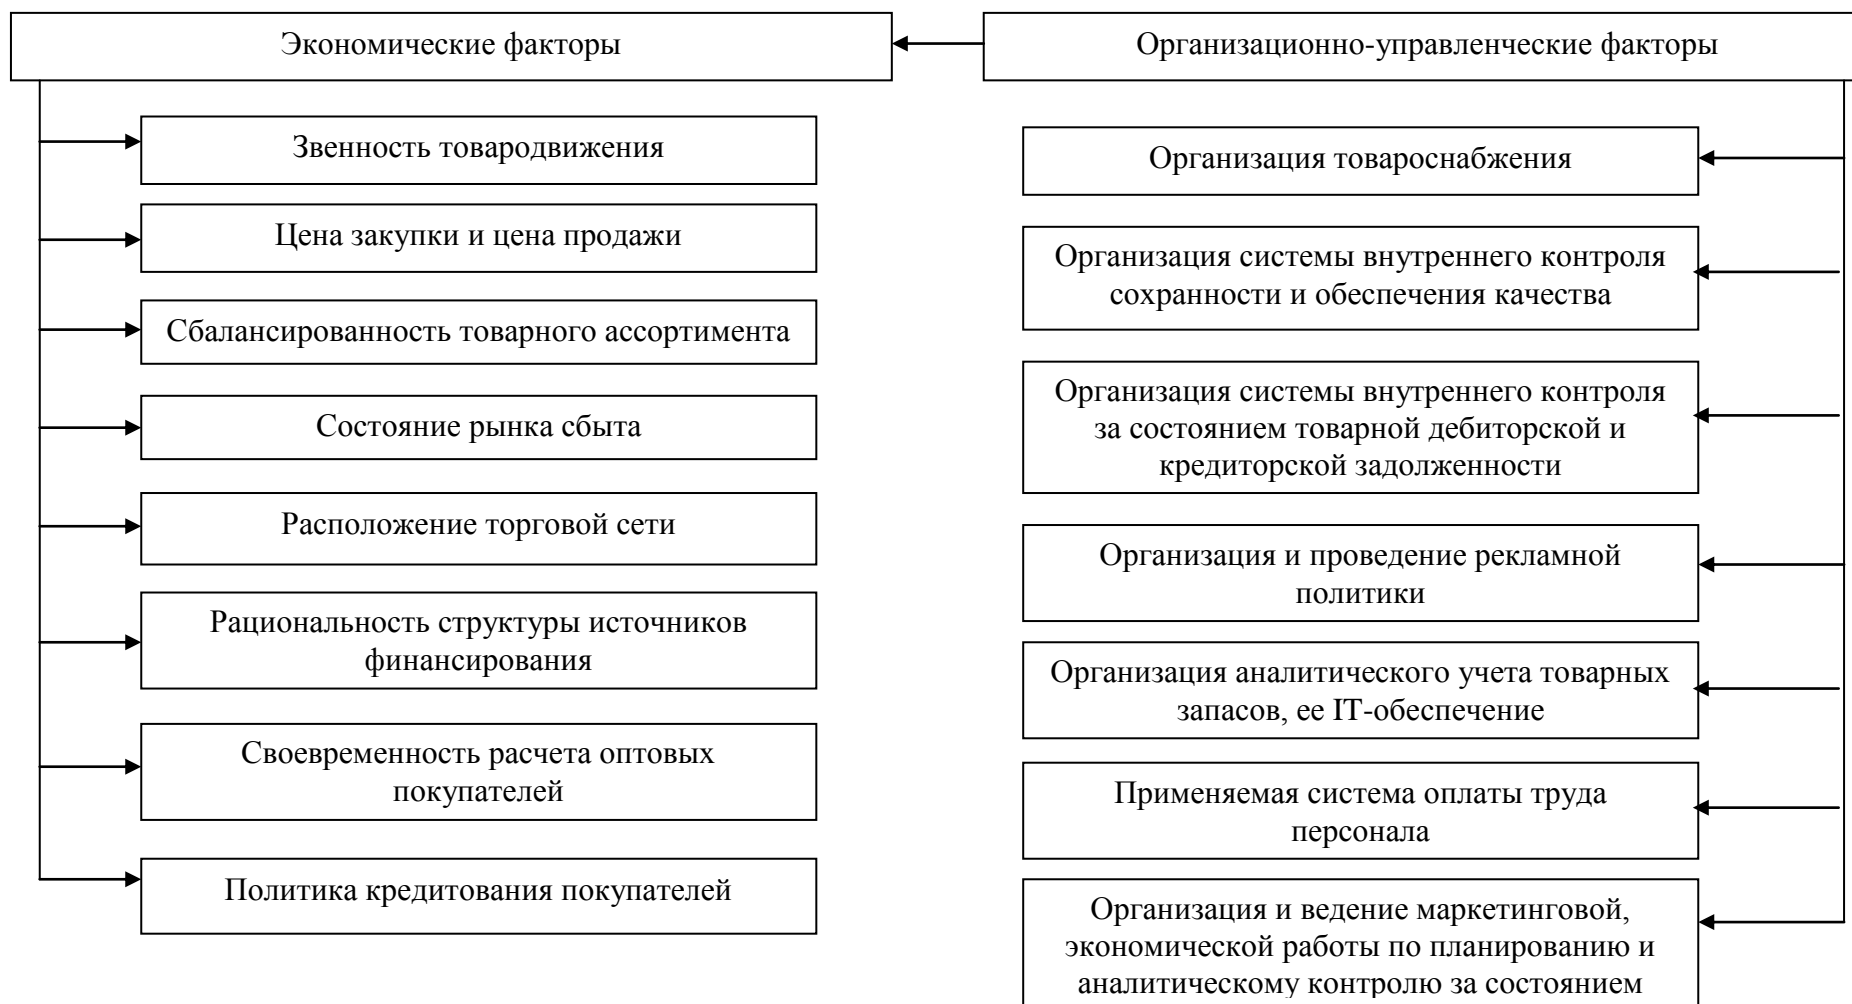 Экономические факторы
Организационно-управленческие факторы
Звенность товародвижения
Цена закупки и цена продажи
Сбалансированность товарного ассортимента
Состояние рынка сбыта
Расположение торговой сети
Рациональность структуры источников
финансирования
Своевременность расчета оптовых
покупателей
Политика кредитования покупателей
Организация товароснабжения
Организация системы внутреннего контроля
сохранности и обеспечения качества
Организация системы внутреннего контроля
за состоянием товарной дебиторской и
кредиторской задолженности
Организация и проведение рекламной
политики
Организация аналитического учета товарных
запасов, ее IT-обеспечение
Применяемая система оплаты труда
персонала
Организация и ведение маркетинговой,
экономической работы по планированию и
аналитическому контролю за состоянием